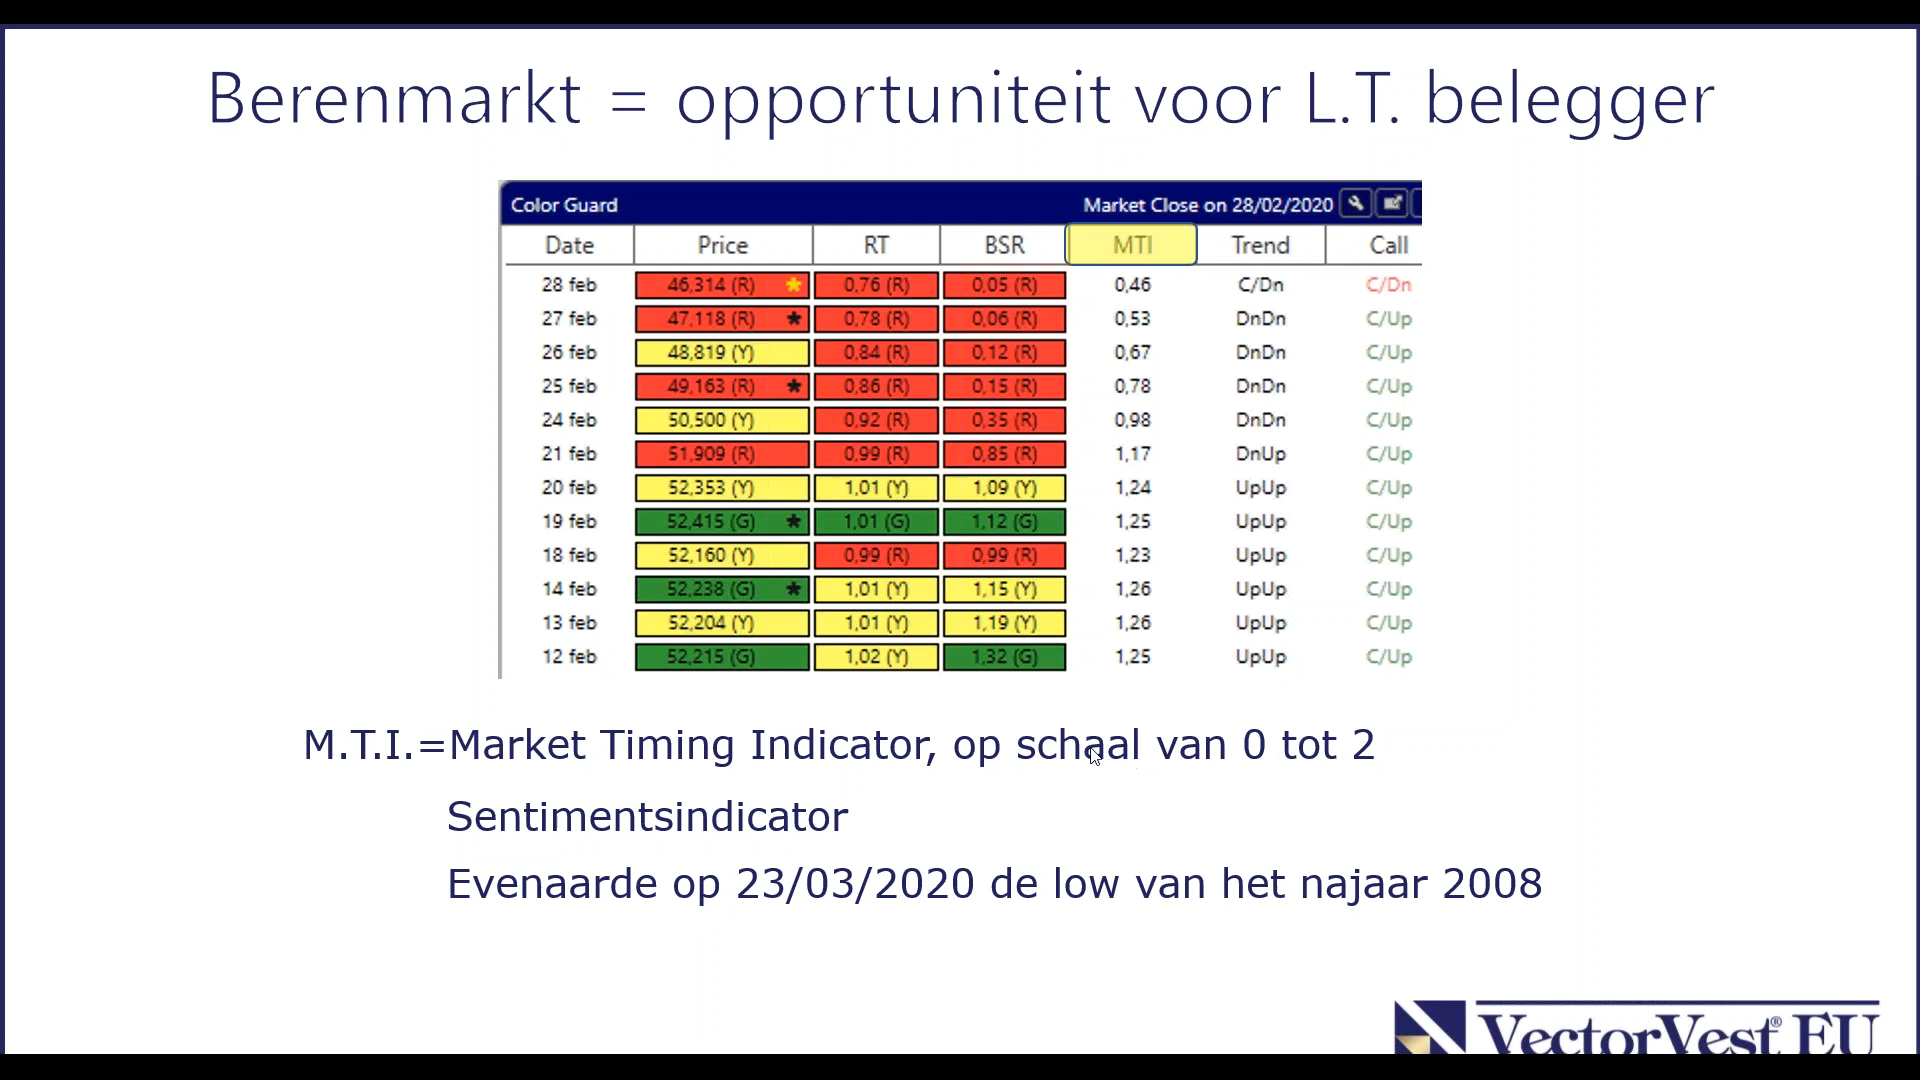 Berenmarkt = opportuniteit voor L.T. belegger
Color Guard Market Close on 28/02/2020
Date Price RT BSR MTI Trend Call
28 feb 46,314 (R) * 0,76 (R) 0,05 (R) 0,46 C/Dn C/Dn
27 feb 47,118 (R) * 0,78 (R) 0,06 (R) 0,53 DnDn C/Up
26 feb 48,819 (Y) 0,84 (R) 0,12 (R) 0,67 DnDn C/Up
25 feb 49,163 (R) * 0,86 (R) 0,15 (R) 0,78 DnDn C/Up
24 feb 50,500 (Y) 0,92 (R) 0,35 (R) 0,98 DnDn C/Up
21 feb 51,909 (R) 0,99 (R) 0,85 (R) 1,17 DnUp C/Up
20 feb 52,353 (Y) 1,01 (Y) 1,09 (Y) 1,24 UpUp C/Up
19 feb 52,415 (G) * 1,01 (G) 1,12 (G) 1,25 UpUp C/Up
18 feb 52,160 (Y) 0,99 (R) 0,99 (R) 1,23 UpUp C/Up
14 feb 52,238 (G) * 1,01 (Y) 1,15 (Y) 1,26 UpUp C/Up
13 feb 52,204 (Y) 1,01 (Y) 1,19 (Y) 1,26 UpUp C/Up
12 feb 52,215 (G) 1,02 (Y) 1,32 (G) 1,25 UpUp C/Up
M.T.I.=Market Timing Indicator, op schaal van 0 tot 2
Sentimentsindicator
Evenaarde op 23/03/2020 de low van het najaar 2008
VectorVest® EU